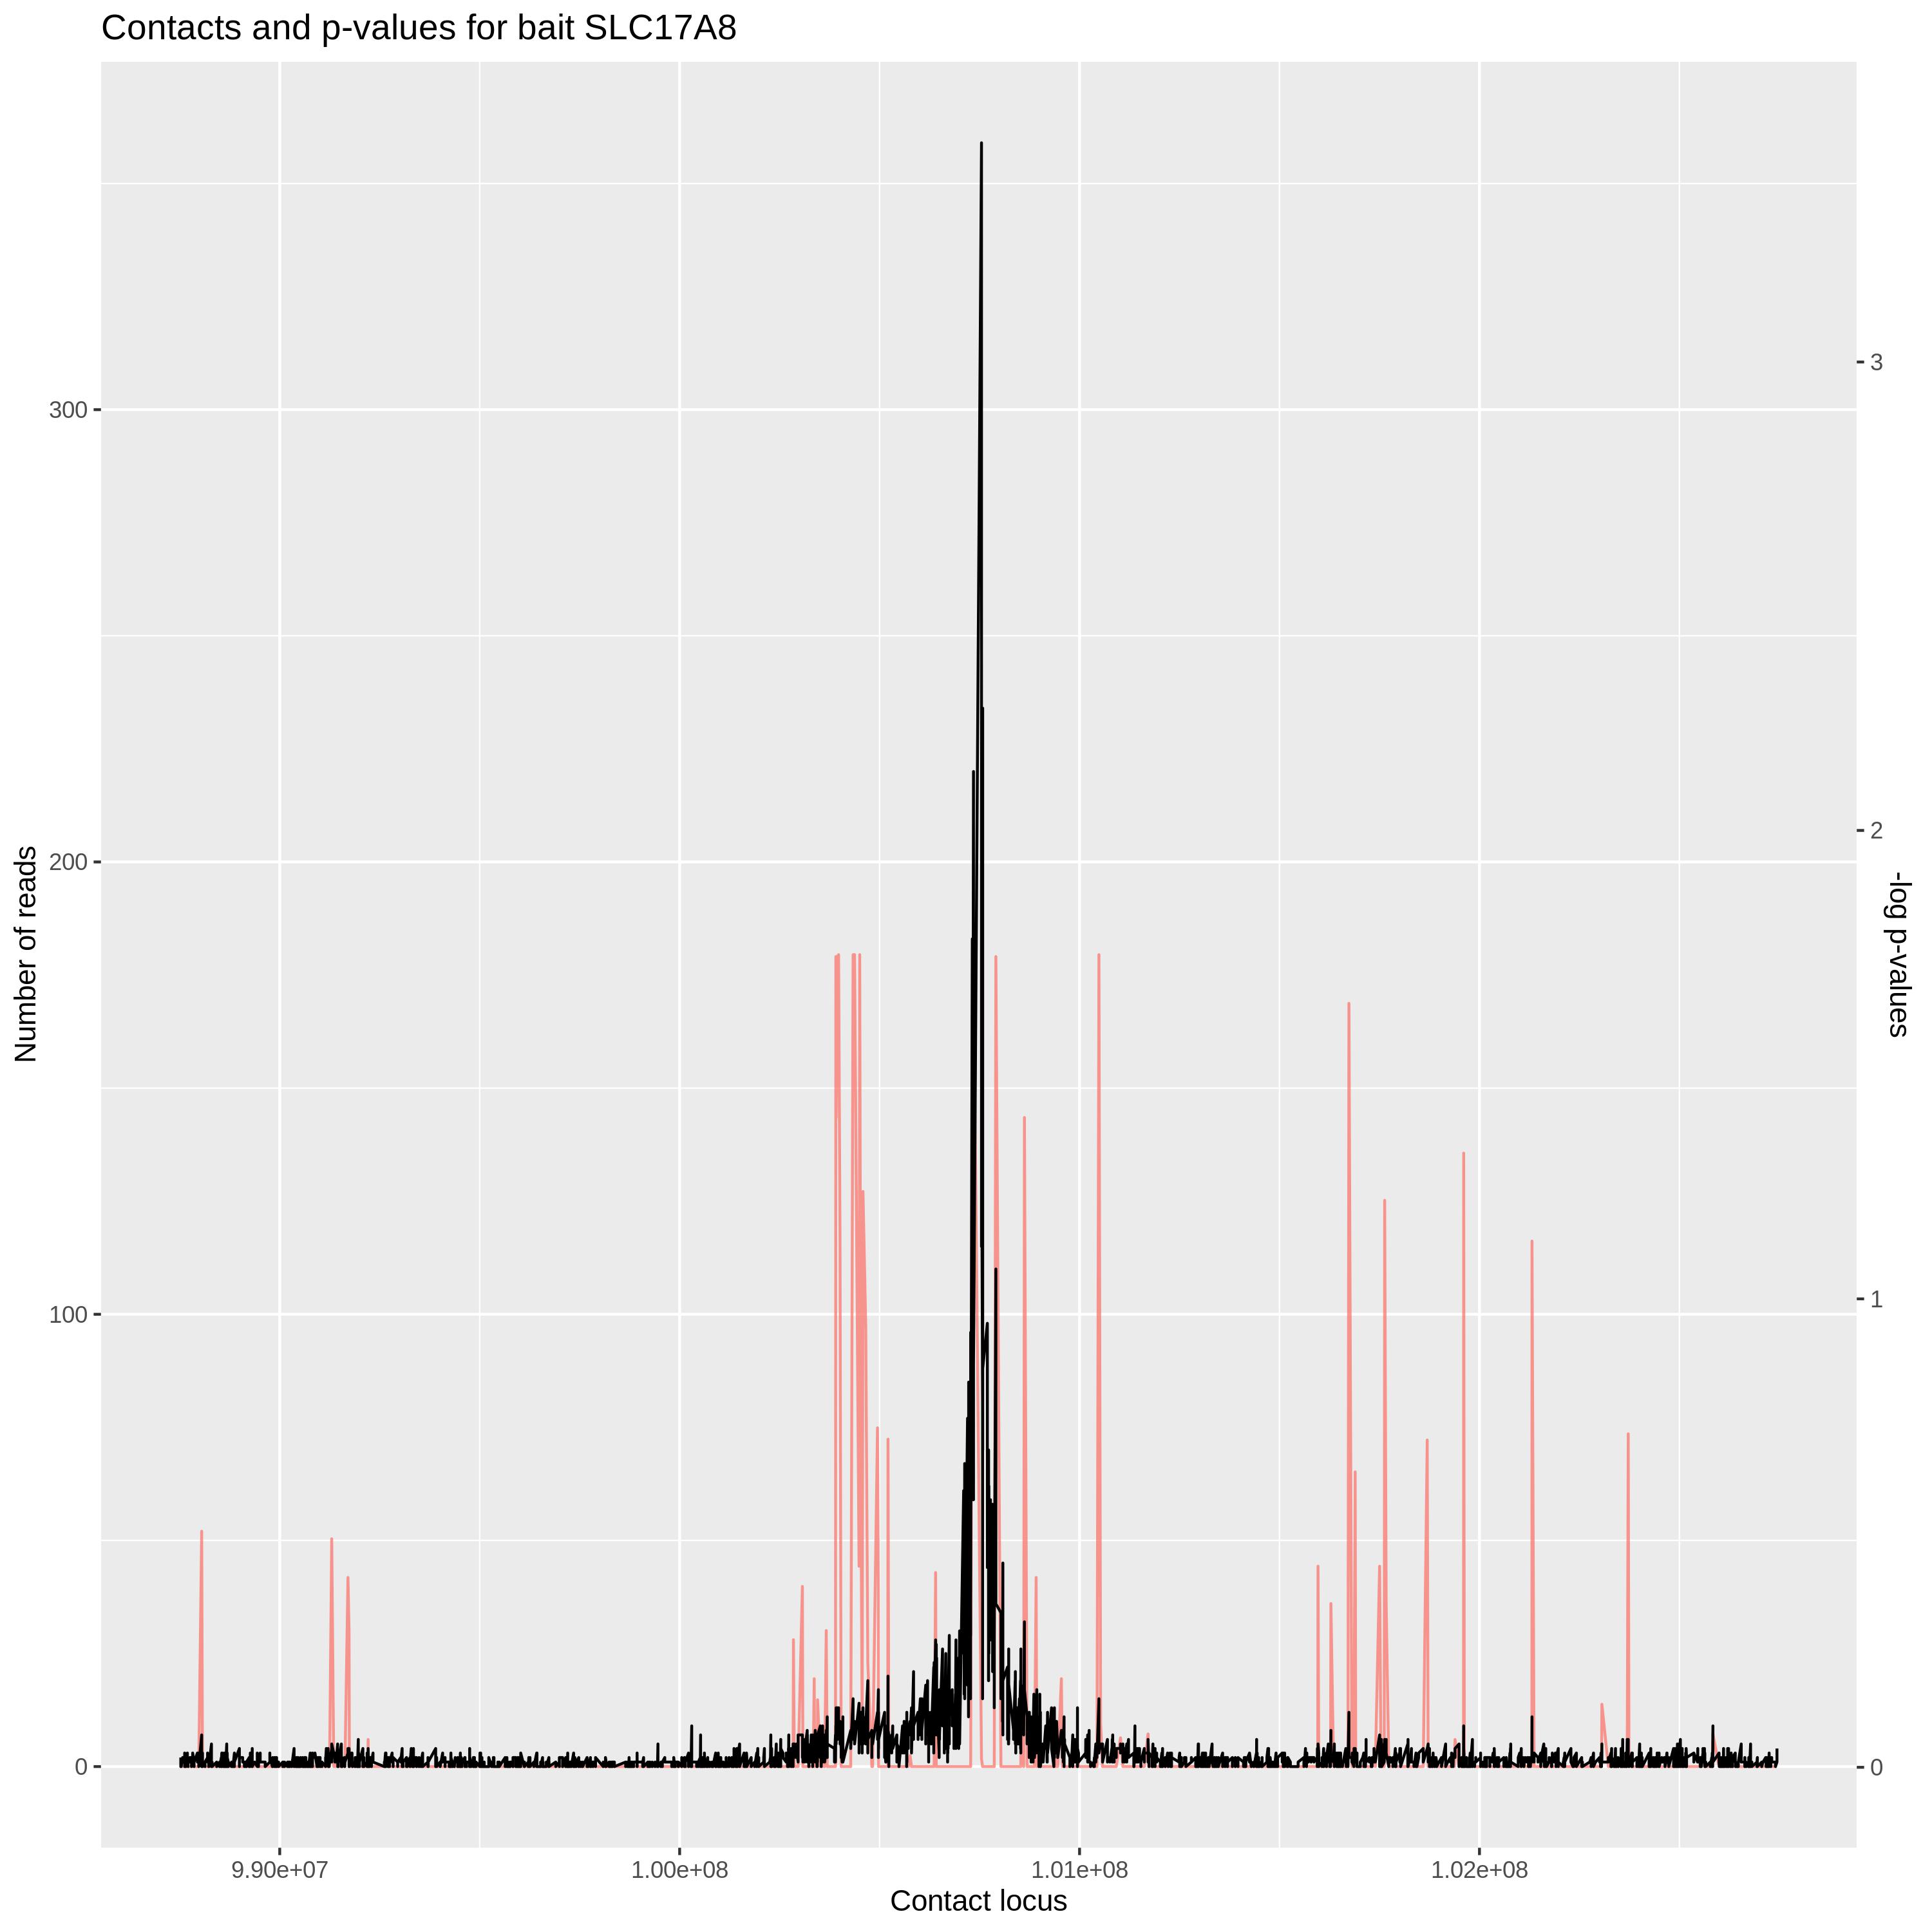 Contacts and p-values for bait SLC17A8
Number of reads
300
200
100
0
3
2
1
0
-log p-values
9.90e+07 1.00e+08 1.01e+08 1.02e+08
Contact locus